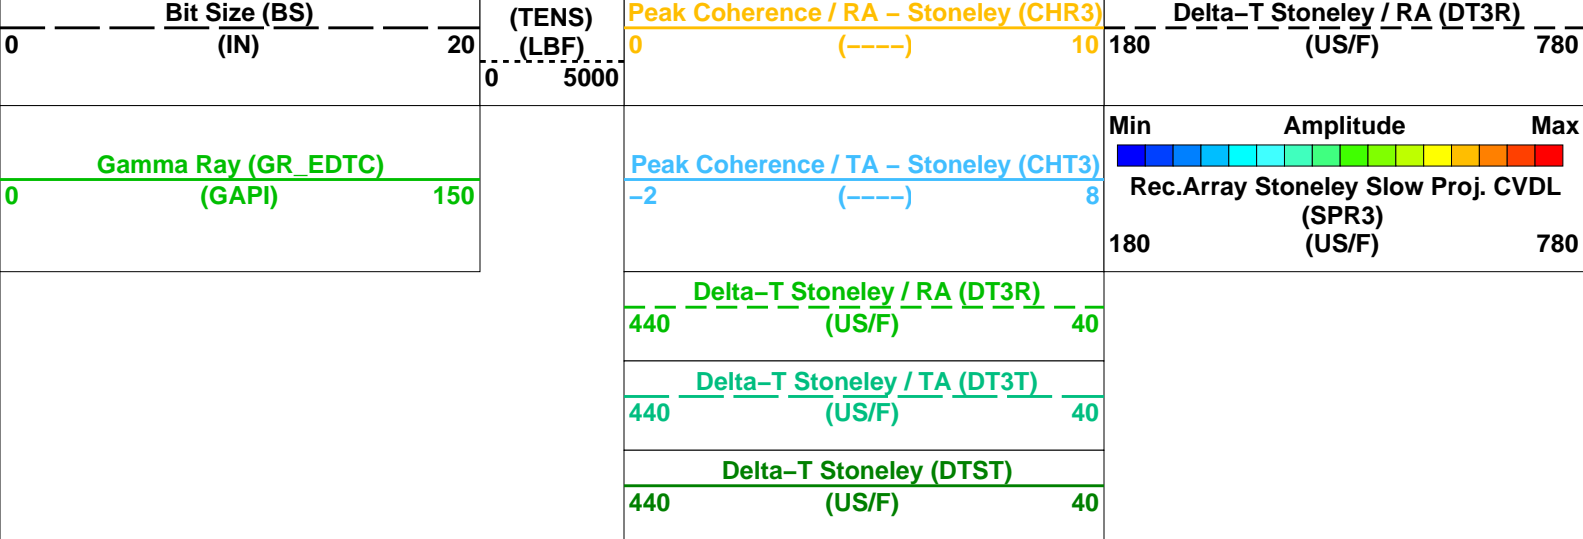 Bit Size (BS)
0 (IN) 20
(TENS)
(LBF)
0 5000
Peak Coherence / RA – Stoneley (CHR3)
0 (––––) 10
Delta–T Stoneley / RA (DT3R)
180 (US/F) 780
Gamma Ray (GR_EDTC)
0 (GAPI) 150
Peak Coherence / TA – Stoneley (CHT3)
–2 (––––) 8
Min Amplitude Max
Rec.Array Stoneley Slow Proj. CVDL
(SPR3)
180 (US/F) 780
Delta–T Stoneley / RA (DT3R)
440 (US/F) 40
Delta–T Stoneley / TA (DT3T)
440 (US/F) 40
Delta–T Stoneley (DTST)
440 (US/F) 40